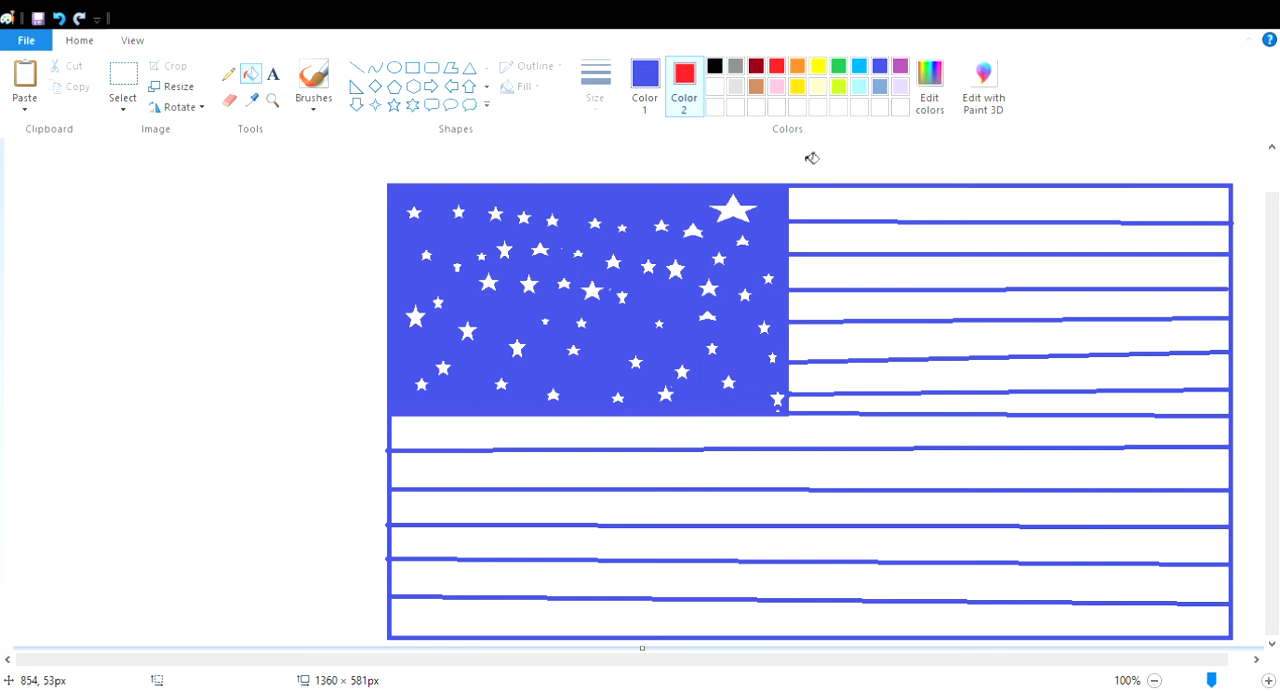 File Home View
Paste
Cut
Copy
Clipboard
Select
Crop
Resize
Rotate
Image
A
Tools
Brushes
Outline
Fill
Shapes
Size
Color
1
Color
2
Edit
colors
Edit with
Paint 3D
Colors
854, 53px 1360 × 581px 100%